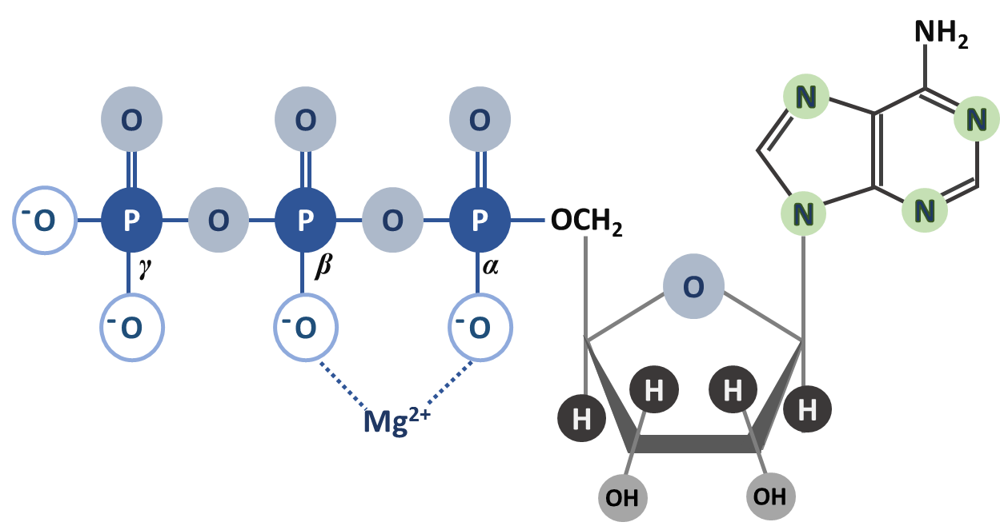 NH₂
N
N
O O O
⁻O P O P O P OCH₂
N
N
γ β α
O
⁻O ⁻O ⁻O
H H
H
H
Mg²⁺
OH OH